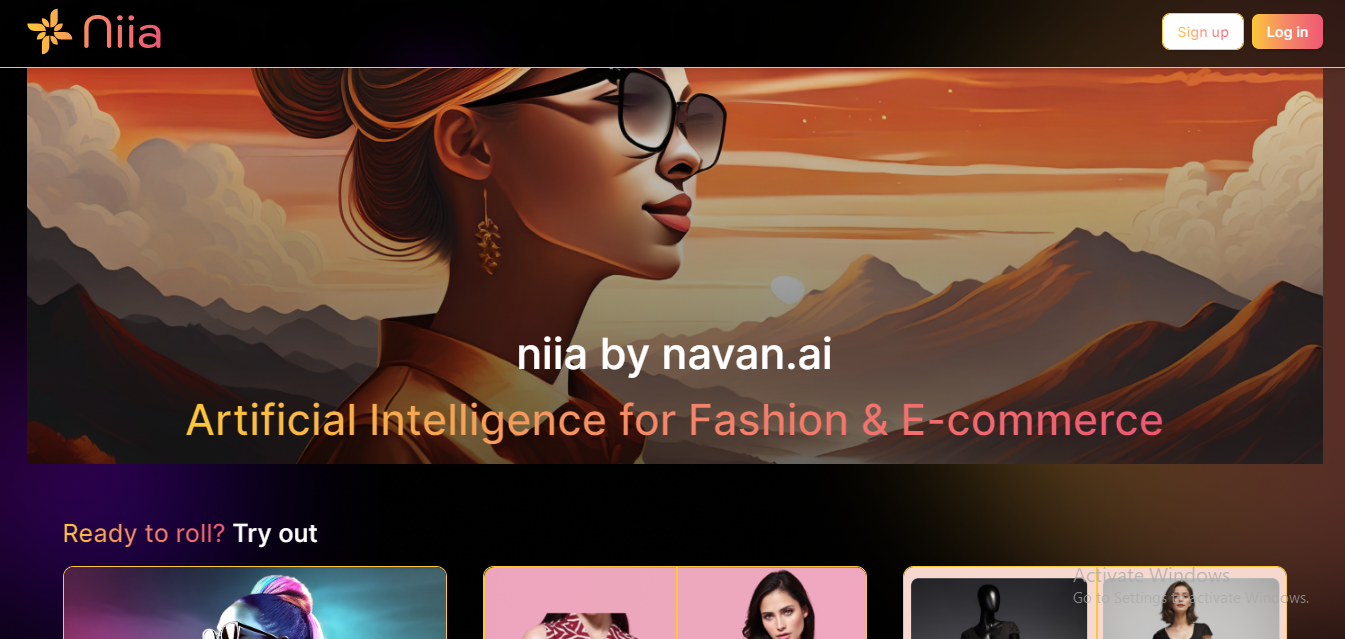 Niia
Sign up
Log in
niia by navan.ai
Artificial Intelligence for Fashion & E-commerce
Ready to roll? Try out
Activate Windows
Go to Settings to activate Windows.